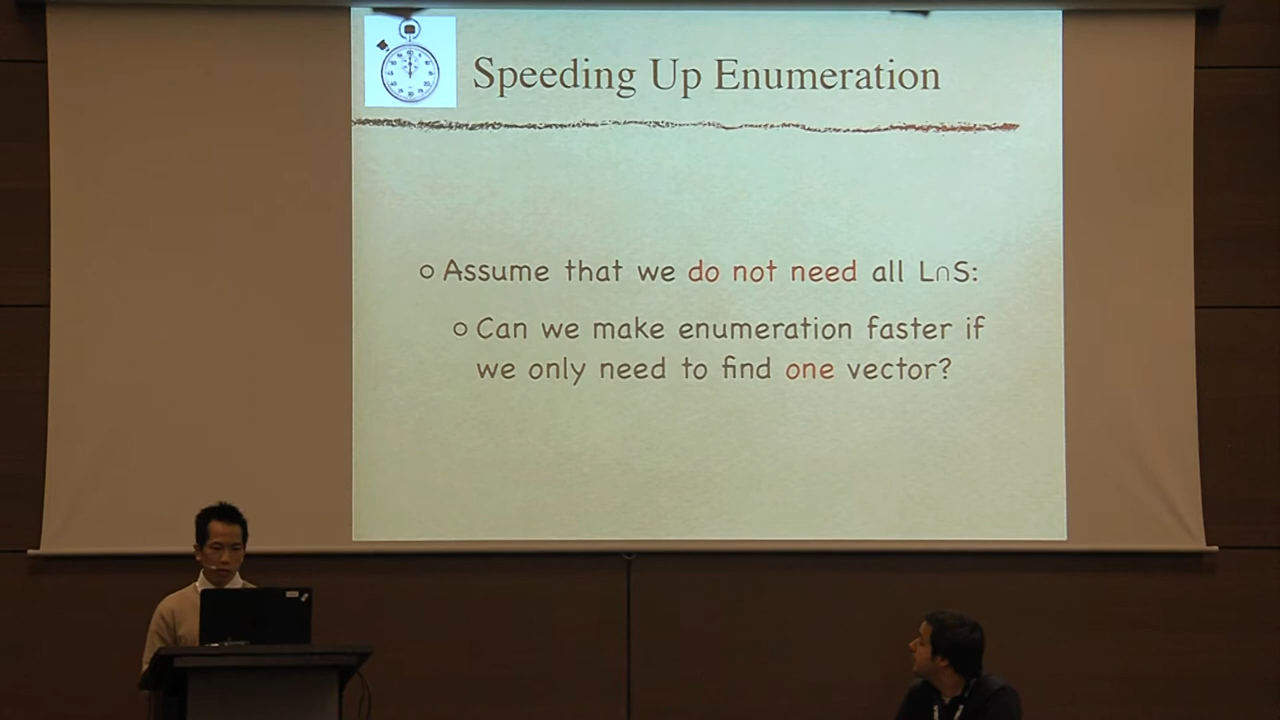 Speeding Up Enumeration
Assume that we do not need all L∩S:
Can we make enumeration faster if
we only need to find one vector?